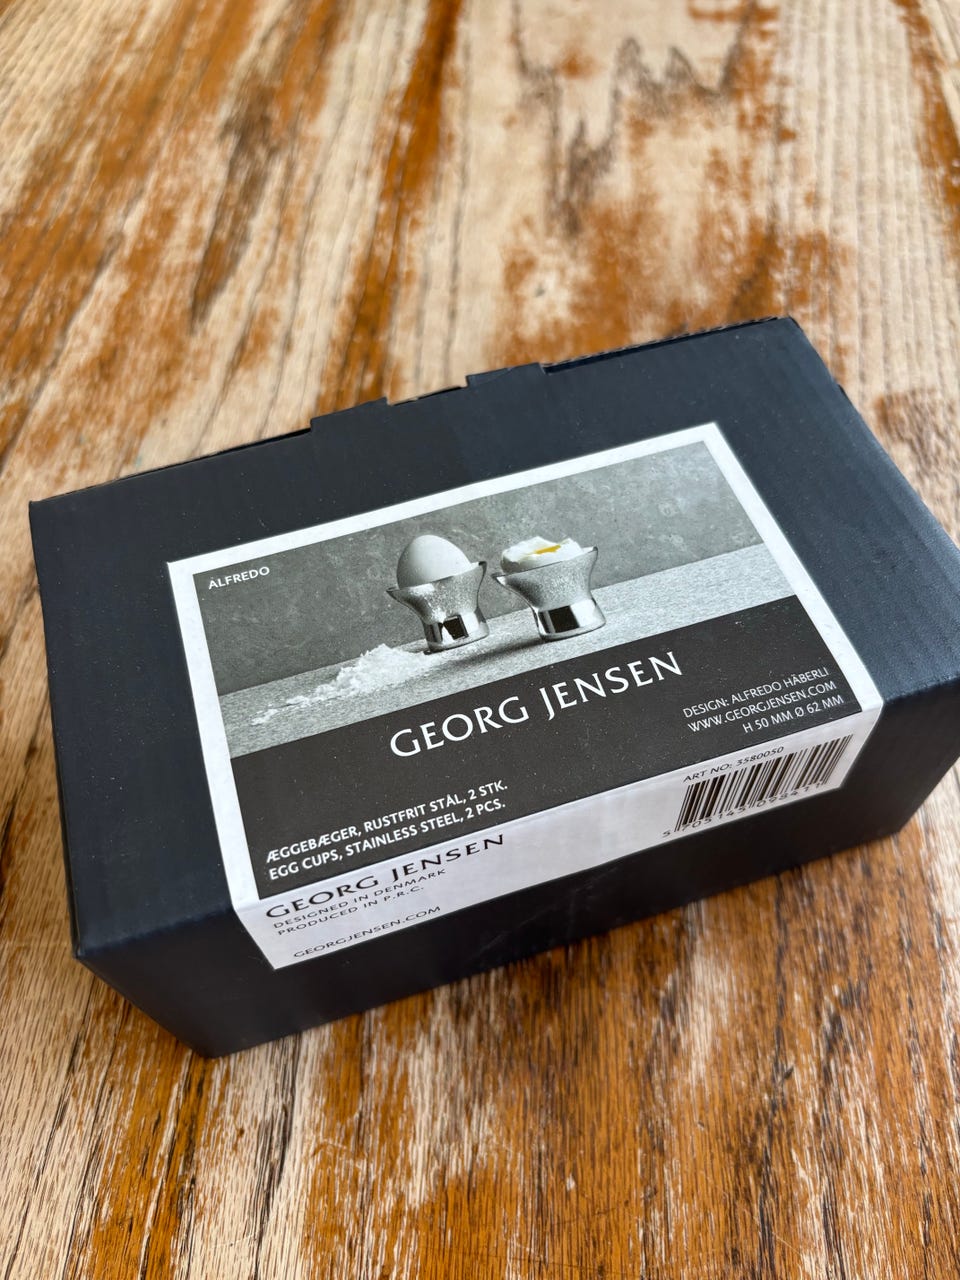 ALFREDO
GEORG JENSEN
DESIGN: ALFREDO HÄBERLI
WWW.GEORGJENSEN.COM
H 50 MM Ø 62 MM
ÆGGEBÆGER, RUSTFRIT STÅL, 2 STK.
EGG CUPS, STAINLESS STEEL, 2 PCS.
ART NO: 3580050
GEORG JENSEN
DESIGNED IN DENMARK
PRODUCED IN P.R.C.
GEORGJENSEN.COM